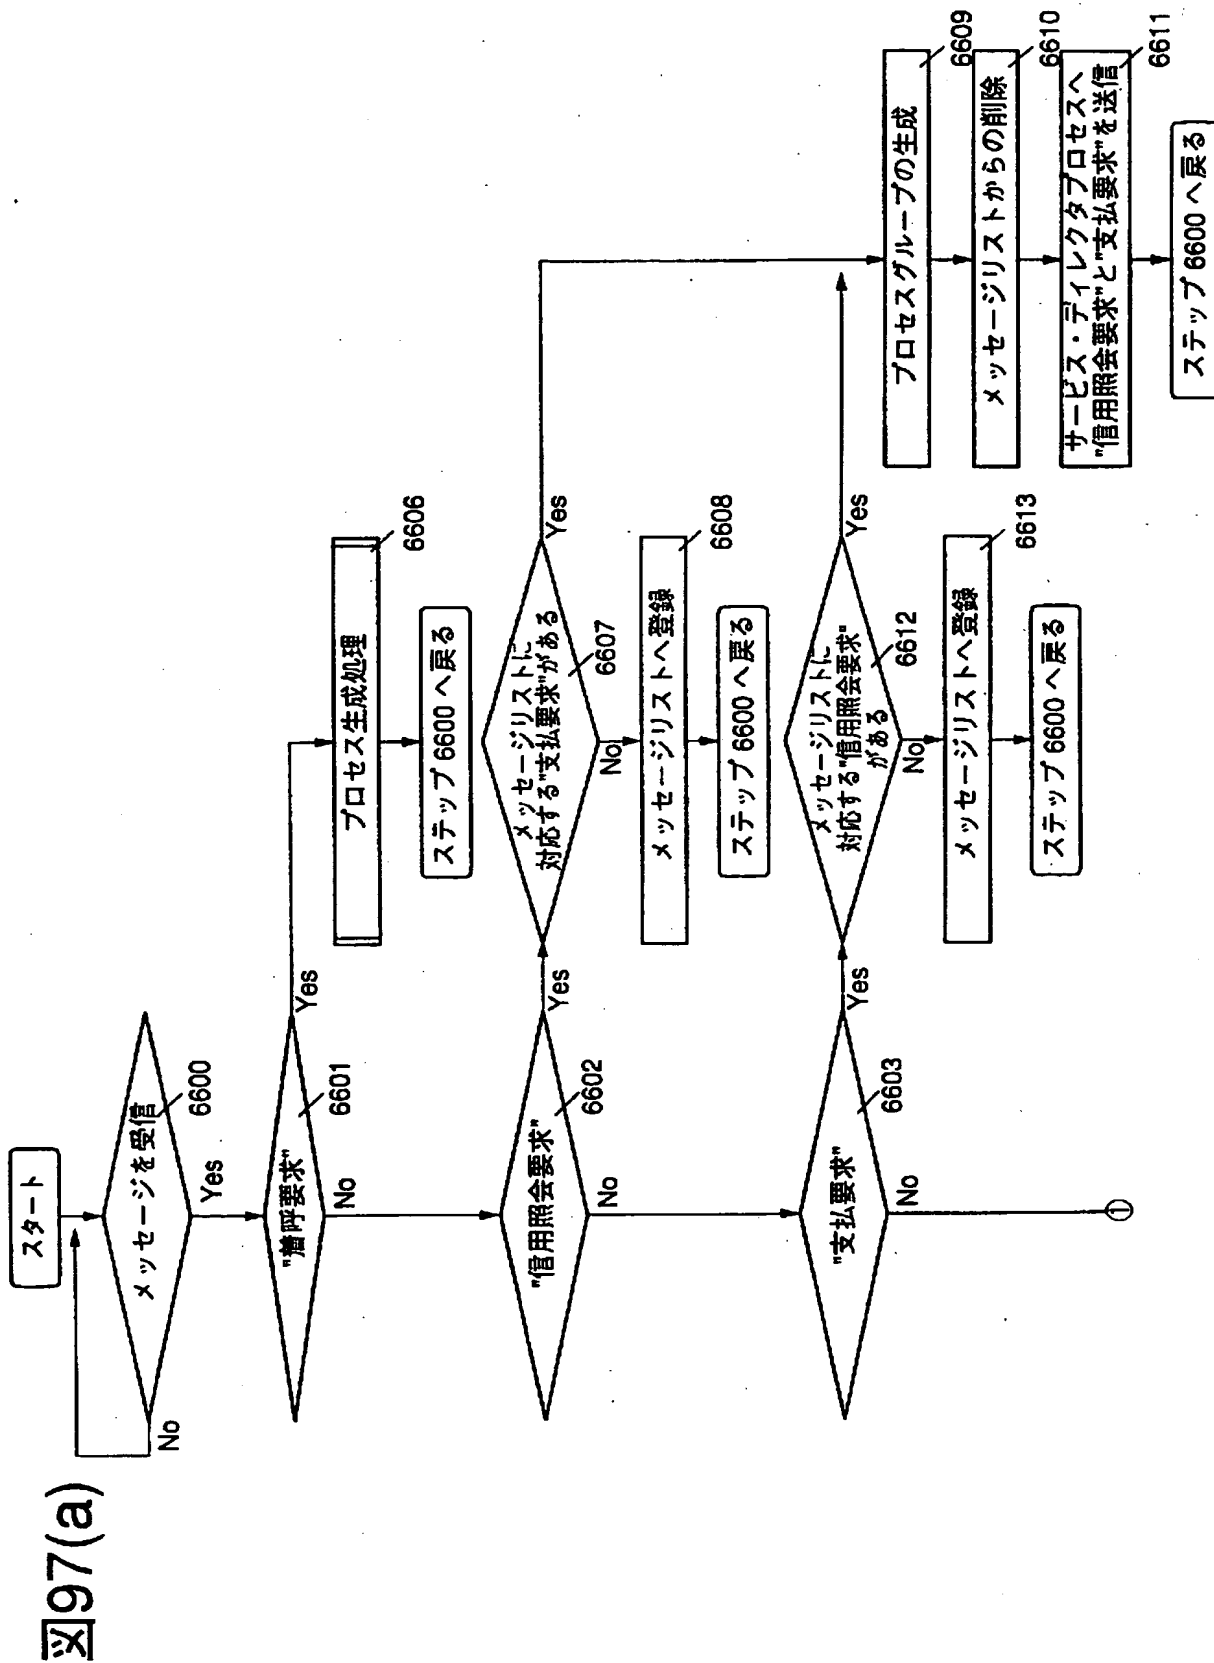 図97(a)
スタート
メッセージを受信
6600
No
Yes
"着呼要求"
6601
Yes
No
プロセス生成処理
6606
ステップ 6600 へ戻る
"信用照会要求"
6602
Yes
No
メッセージリストに
対応する"支払要求"がある
6607
Yes
No
メッセージリストへ登録
6608
ステップ 6600 へ戻る
"支払要求"
6603
Yes
No
①
メッセージリストに
対応する"信用照会要求"
がある
6612
Yes
No
メッセージリストへ登録
6613
ステップ 6600 へ戻る
プロセスグループの生成
6609
メッセージリストからの削除
6610
サービス・ディレクタプロセスへ
"信用照会要求"と"支払要求"を送信
6611
ステップ 6600 へ戻る